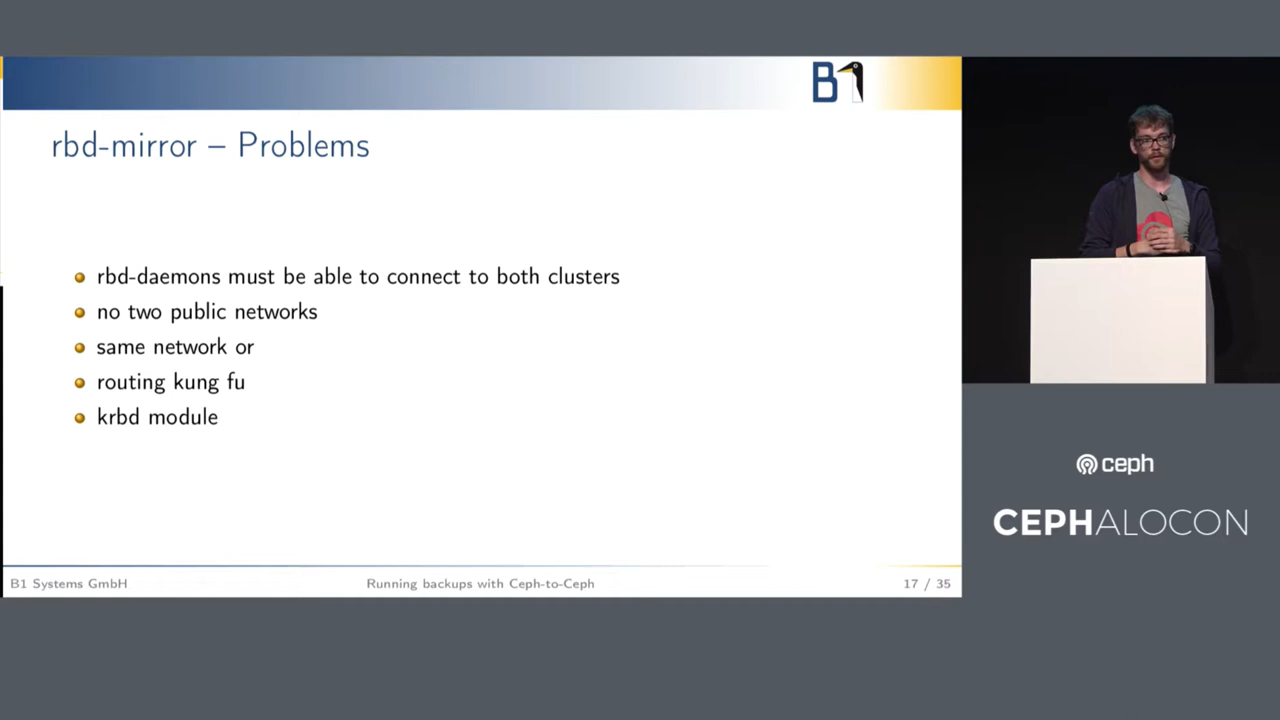 B1
rbd-mirror – Problems
rbd-daemons must be able to connect to both clusters
no two public networks
same network or
routing kung fu
krbd module
B1 Systems GmbH
Running backups with Ceph-to-Ceph
17 / 35
ceph
CEPHALOCON